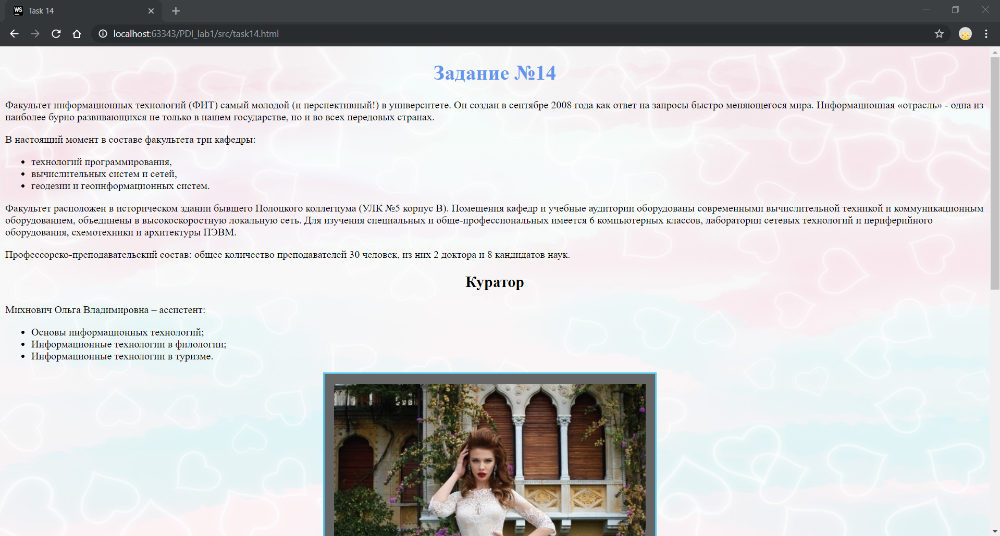 WS Task 14
localhost:63343/PDI_lab1/src/task14.html
Задание №14
Факультет информационных технологий (ФИТ) самый молодой (и перспективный!) в университете. Он создан в сентябре 2008 года как ответ на запросы быстро меняющегося мира. Информационная «отрасль» - одна из
наиболее бурно развивающихся не только в нашем государстве, но и во всех передовых странах.
В настоящий момент в составе факультета три кафедры:
• технологий программирования,
• вычислительных систем и сетей,
• геодезии и геоинформационных систем.
Факультет расположен в историческом здании бывшего Полоцкого коллегиума (УЛК №5 корпус В). Помещения кафедр и учебные аудитории оборудованы современными вычислительной техникой и коммуникационным
оборудованием, объединены в высокоскоростную локальную сеть. Для изучения специальных и обще-профессиональных имеется 6 компьютерных классов, лаборатории сетевых технологий и периферийного
оборудования, схемотехники и архитектуры ПЭВМ.
Профессорско-преподавательский состав: общее количество преподавателей 30 человек, из них 2 доктора и 8 кандидатов наук.
Куратор
Михнович Ольга Владимировна – ассистент:
• Основы информационных технологий;
• Информационные технологии в филологии;
• Информационные технологии в туризме.